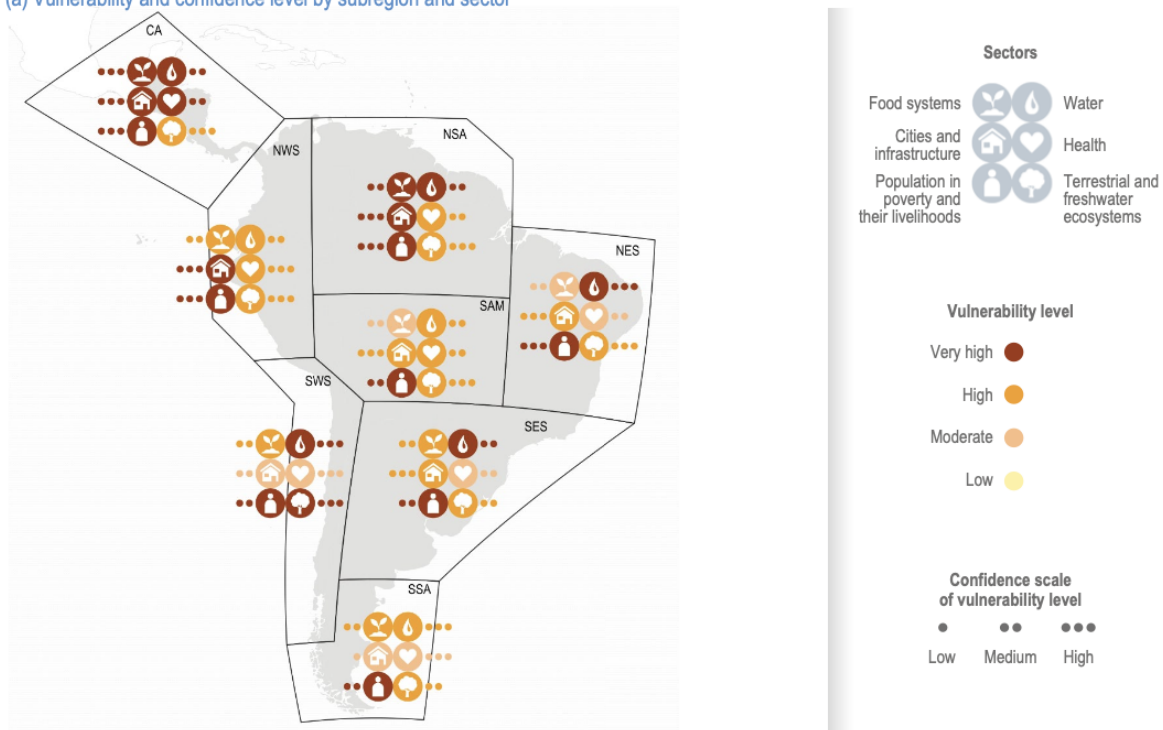 (a) Vulnerability and confidence level by subregion and sector
CA
NWS
NSA
NES
SAM
SWS
SES
SSA
Sectors
Food systems
Water
Cities and
infrastructure
Health
Population in
poverty and
their livelihoods
Terrestrial and
freshwater
ecosystems
Vulnerability level
Very high
High
Moderate
Low
Confidence scale
of vulnerability level
Low
Medium
High